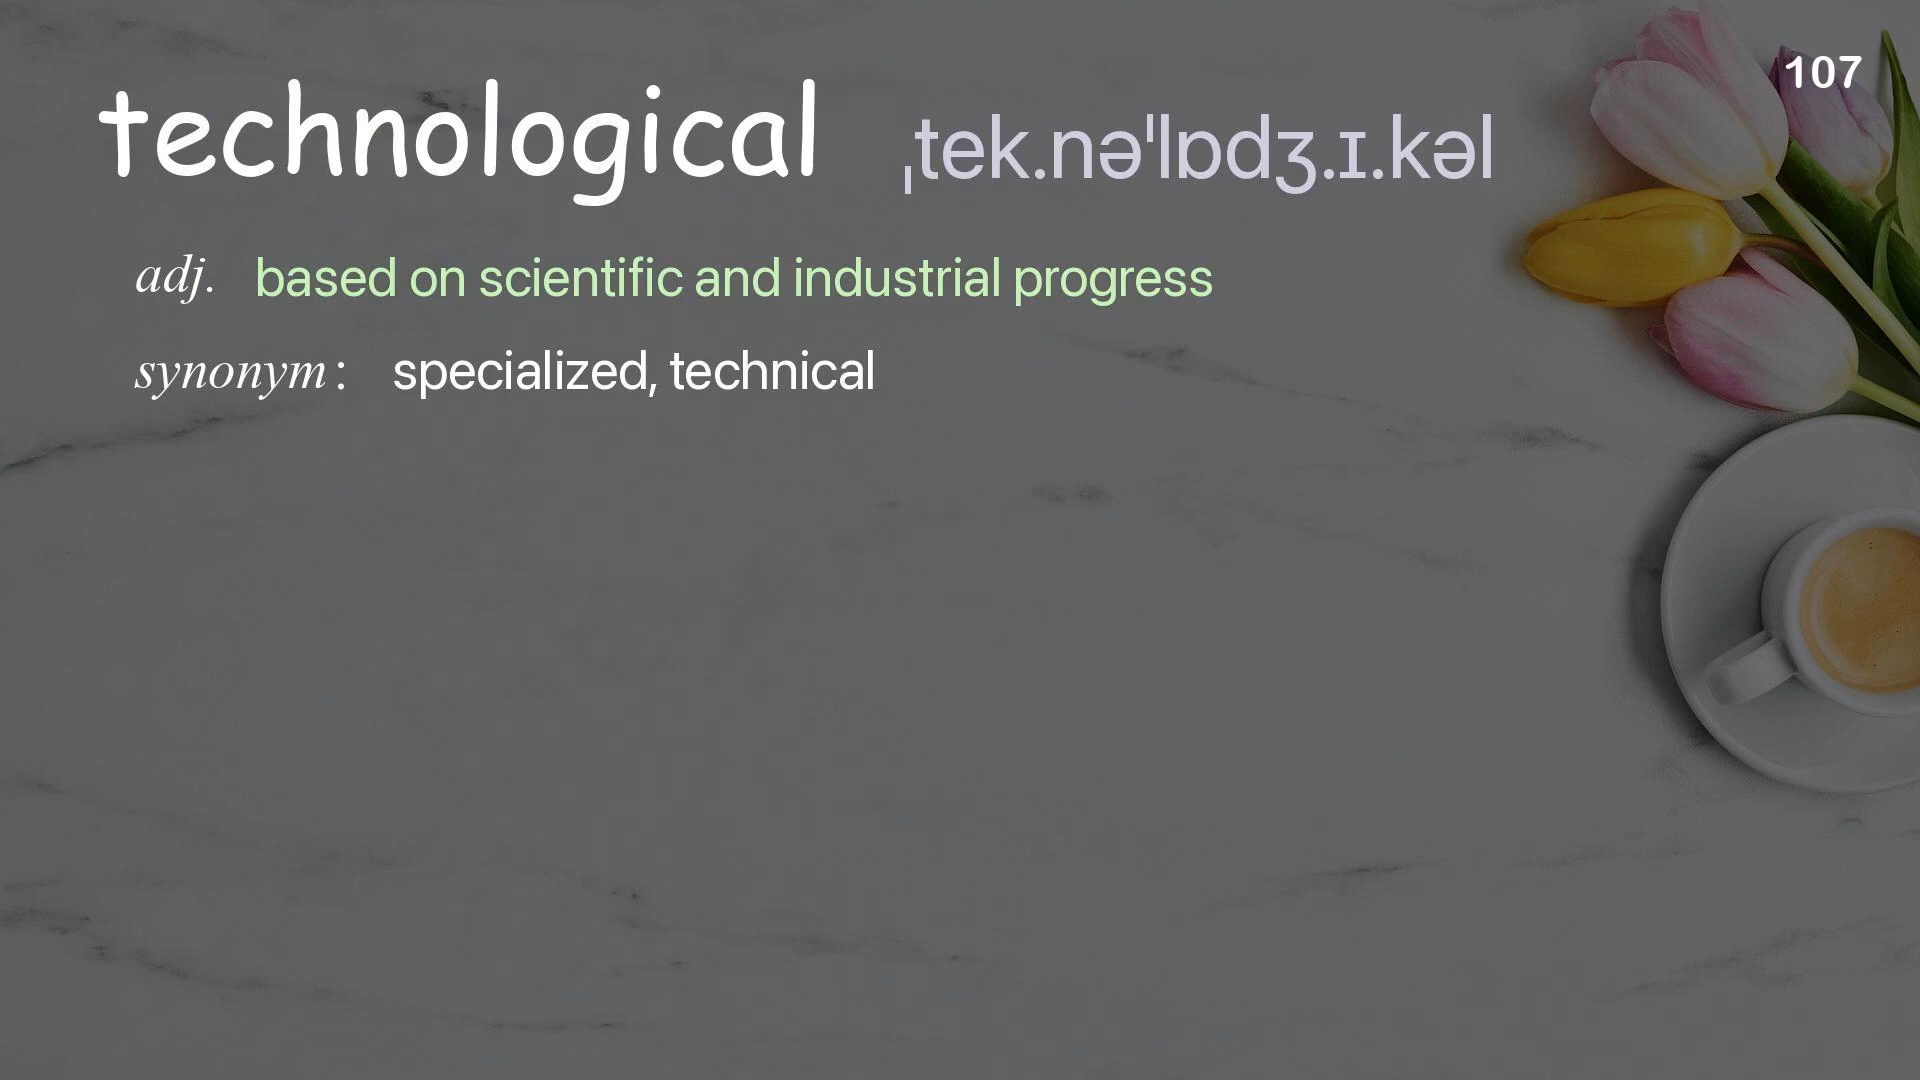 107
technological ˌtek.nəˈlɒdʒ.ɪ.kəl
adj. based on scientific and industrial progress
synonym: specialized, technical